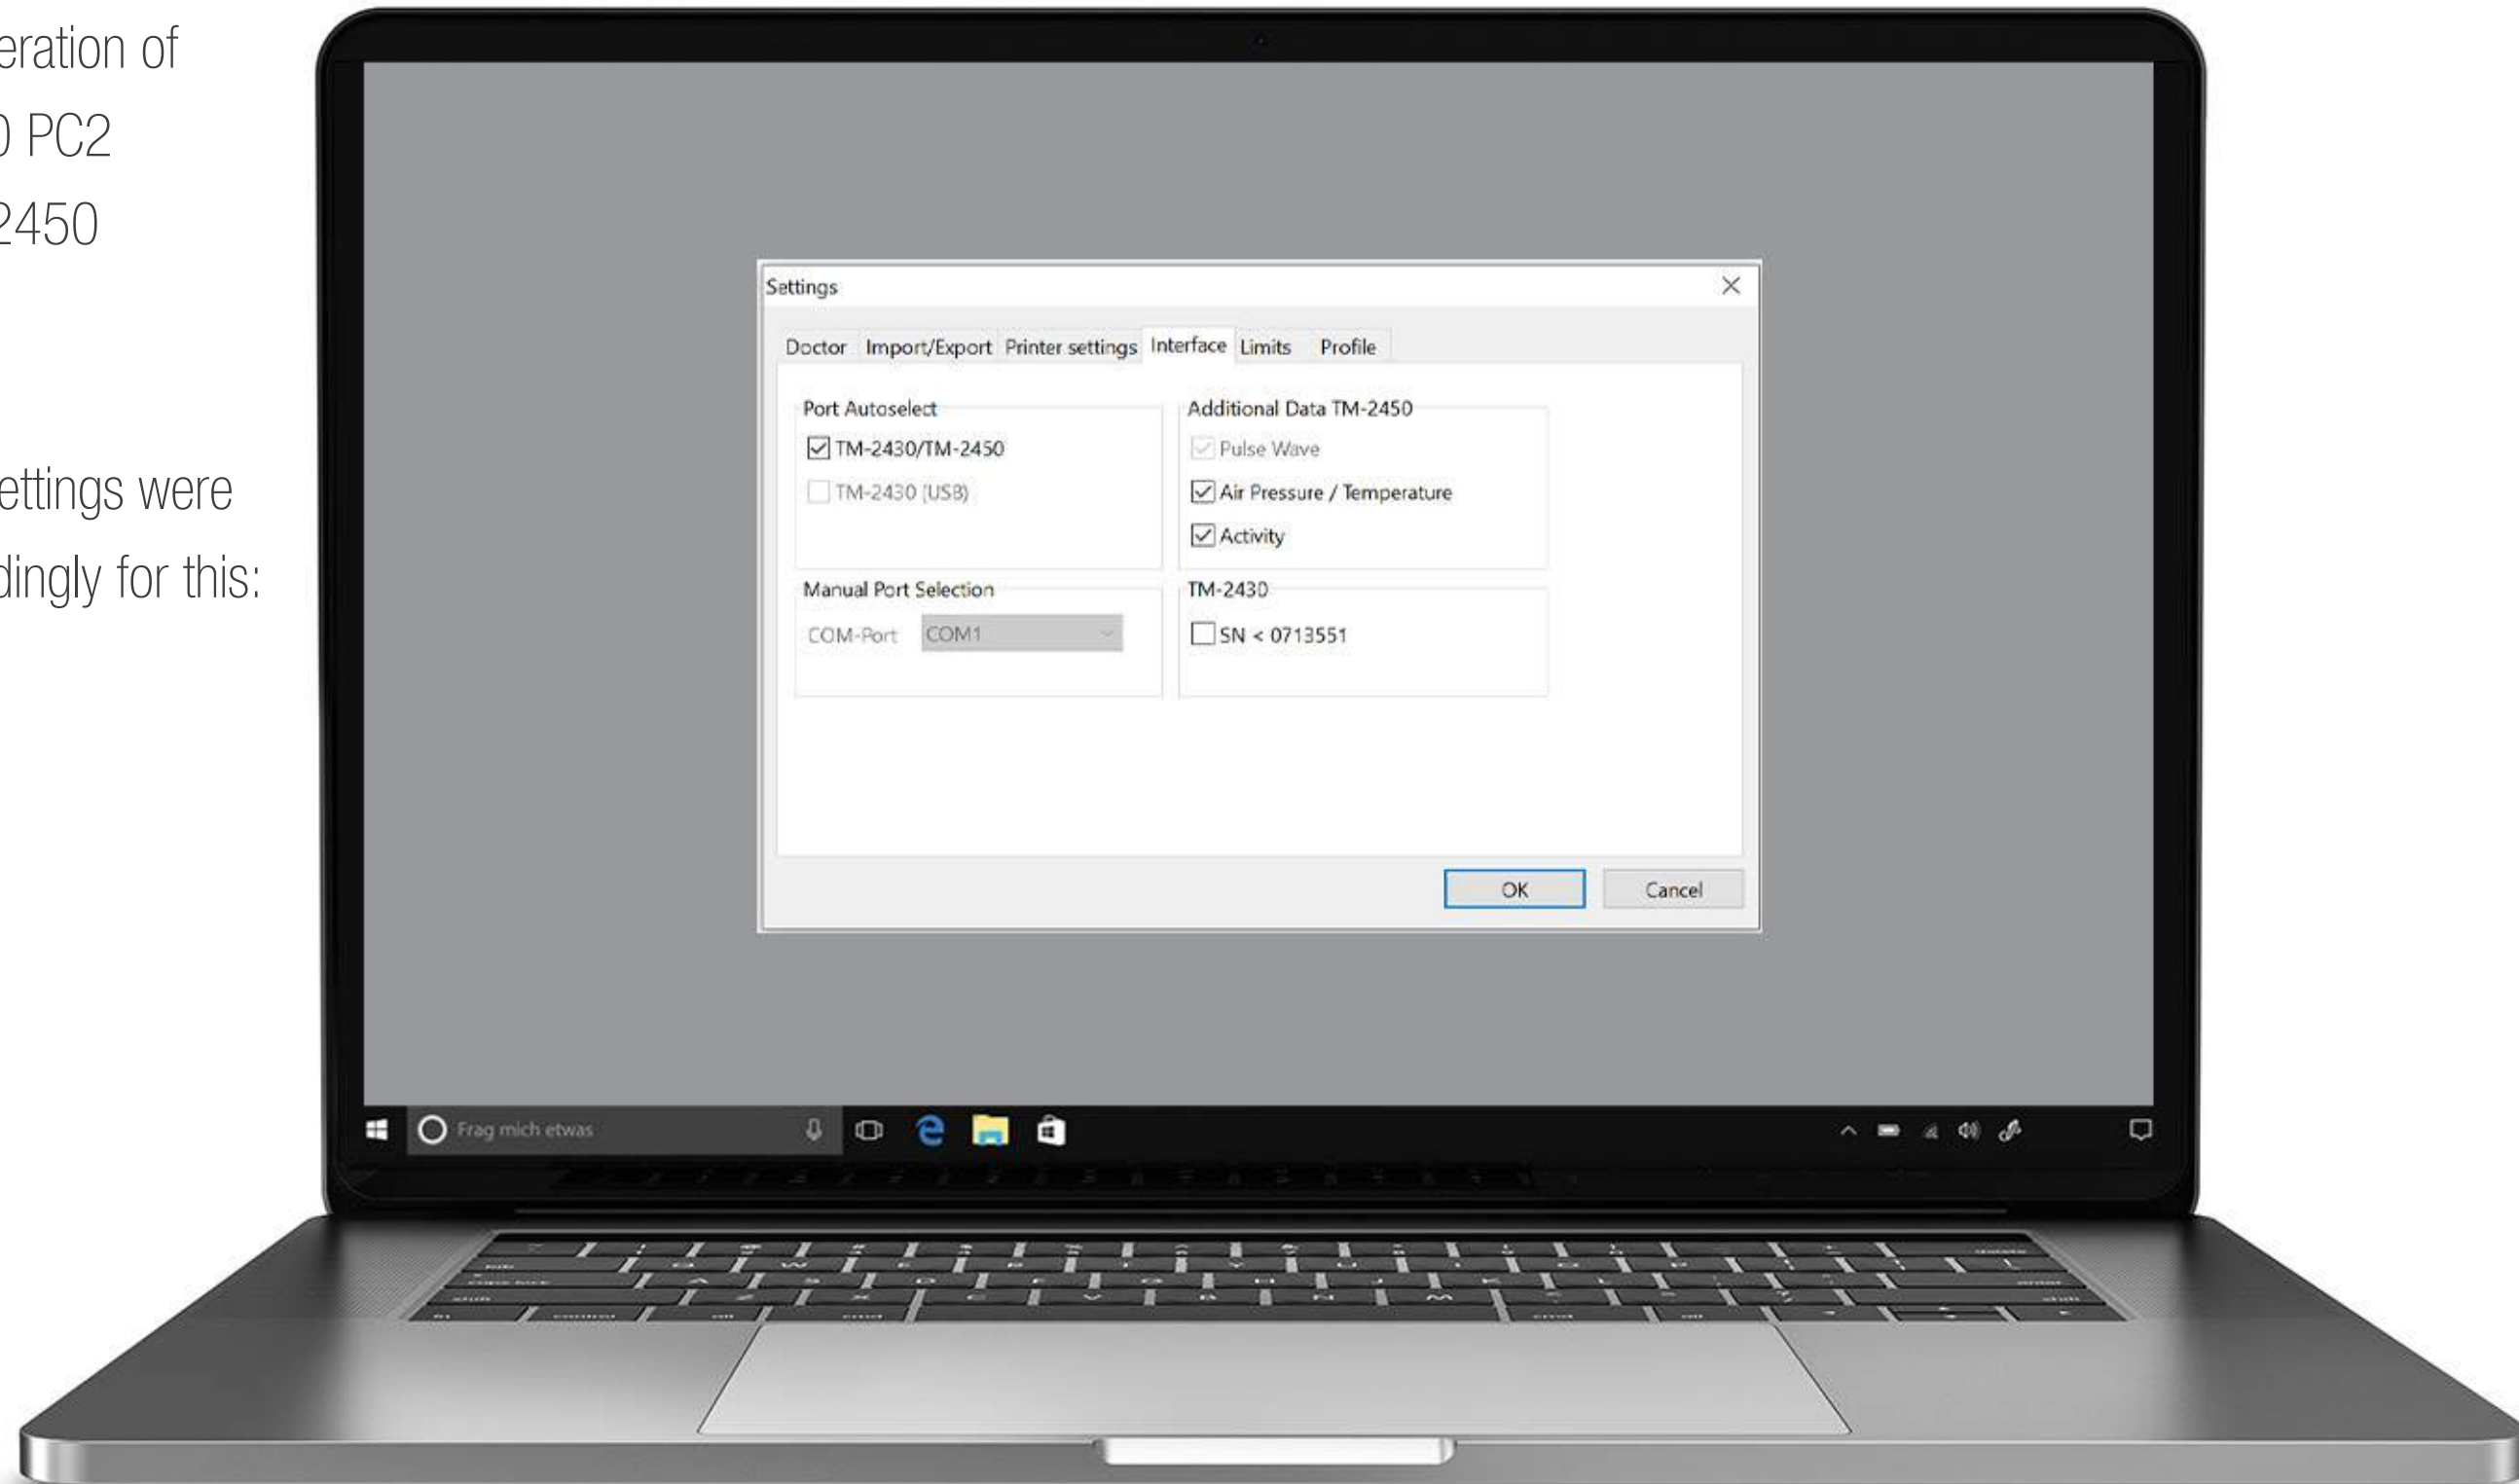 eration of
0 PC2
2450
ettings were
dingly for this:
Settings
Doctor Import/Export Printer settings Interface Limits Profile
Port Autoselect
TM-2430/TM-2450
TM-2430 (USB)
Additional Data TM-2450
Pulse Wave
Air Pressure / Temperature
Activity
Manual Port Selection
COM-Port COM1
TM-2430
SN < 0713551
OK Cancel
Frag mich etwas